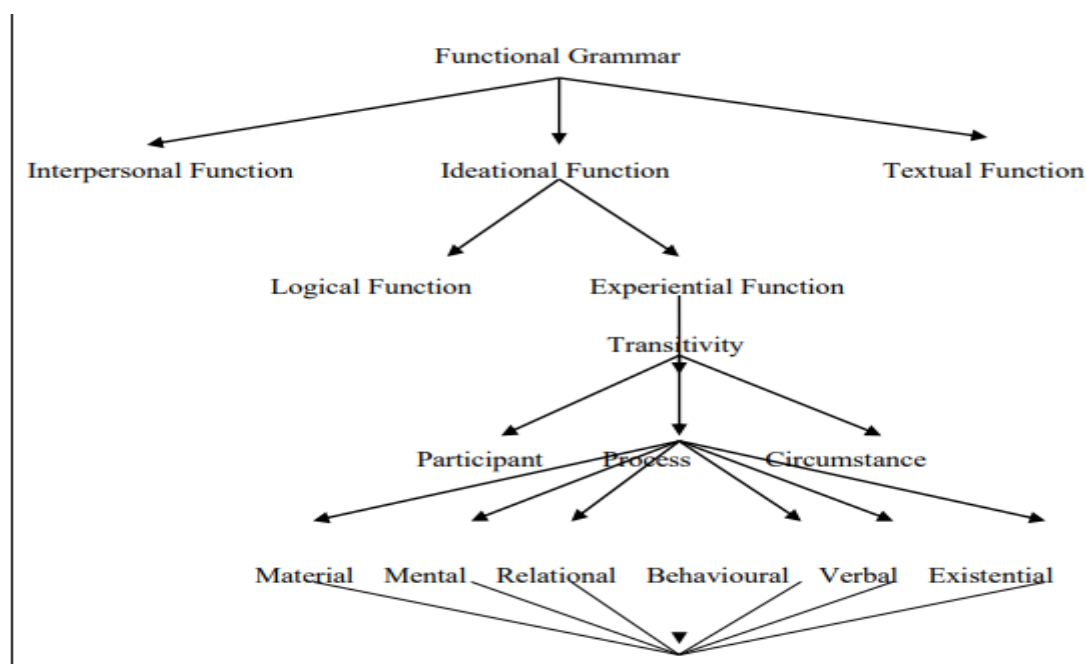 Functional Grammar
Interpersonal Function Ideational Function Textual Function
Logical Function Experiential Function
Transitivity
Participant Process Circumstance
Material Mental Relational Behavioural Verbal Existential